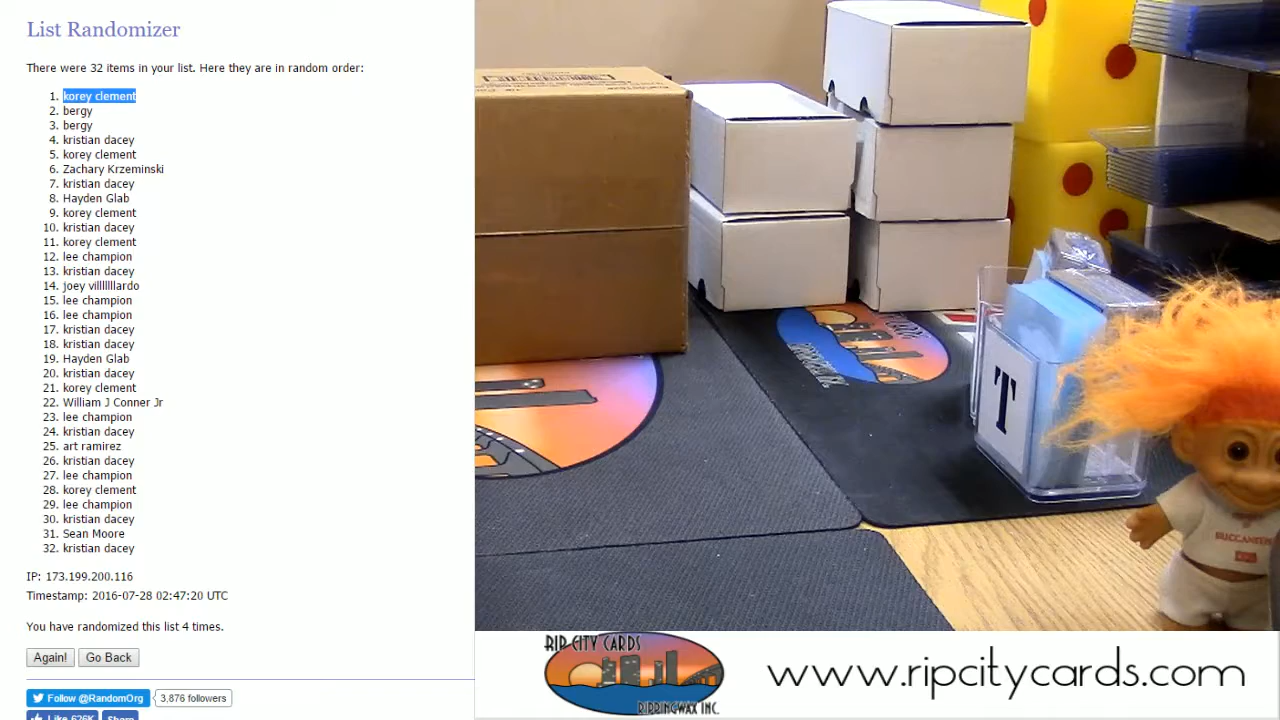 List Randomizer
There were 32 items in your list. Here they are in random order:
1. korey clement
2. bergy
3. bergy
4. kristian dacey
5. korey clement
6. Zachary Krzeminski
7. kristian dacey
8. Hayden Glab
9. korey clement
10. kristian dacey
11. korey clement
12. lee champion
13. kristian dacey
14. joey villlllllardo
15. lee champion
16. lee champion
17. kristian dacey
18. kristian dacey
19. Hayden Glab
20. kristian dacey
21. korey clement
22. William J Conner Jr
23. lee champion
24. kristian dacey
25. art ramirez
26. kristian dacey
27. lee champion
28. korey clement
29. lee champion
30. kristian dacey
31. Sean Moore
32. kristian dacey
IP: 173.199.200.116
Timestamp: 2016-07-28 02:47:20 UTC
You have randomized this list 4 times.
Again!
Go Back
Follow @RandomOrg
3,876 followers
Like 626K
Share
T
BUCCANEERS
RIP CITY CARDS
RIPPINGWAX INC.
www.ripcitycards.com